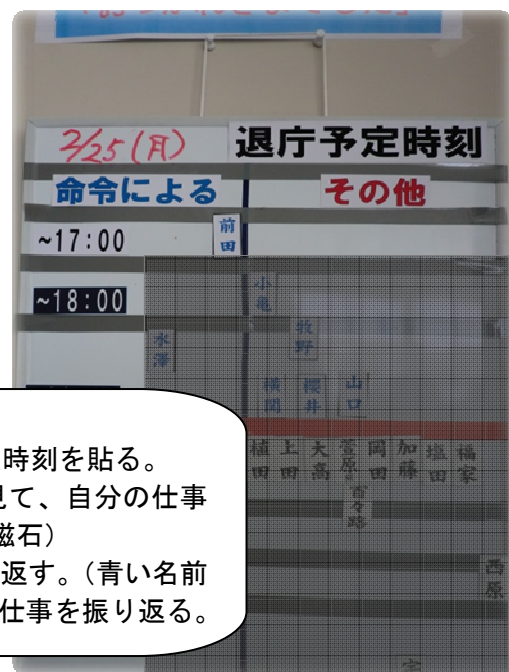 2/25(月) 退庁予定時刻
命令による その他
~17:00 前田
~18:00 小亀
水澤 牧野
横関 櫻井 山口
植田 上田 大高 菅原 岡田 加藤 塩田 福家
百々路
西原
時刻を貼る。
見て、自分の仕事
磁石)
返す。(青い名前
仕事を振り返る。